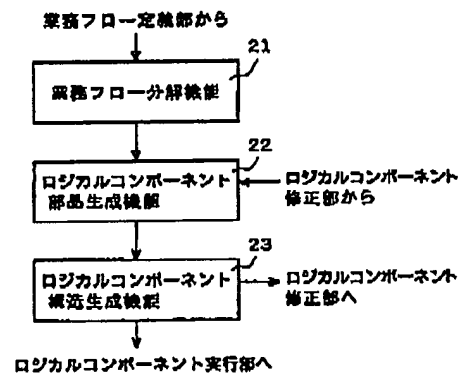 業務フロー定義部から
21
業務フロー分解機能
22
ロジカルコンポーネント
部品生成機能
ロジカルコンポーネント
修正部から
23
ロジカルコンポーネント
構造生成機能
ロジカルコンポーネント
修正部へ
ロジカルコンポーネント実行部へ